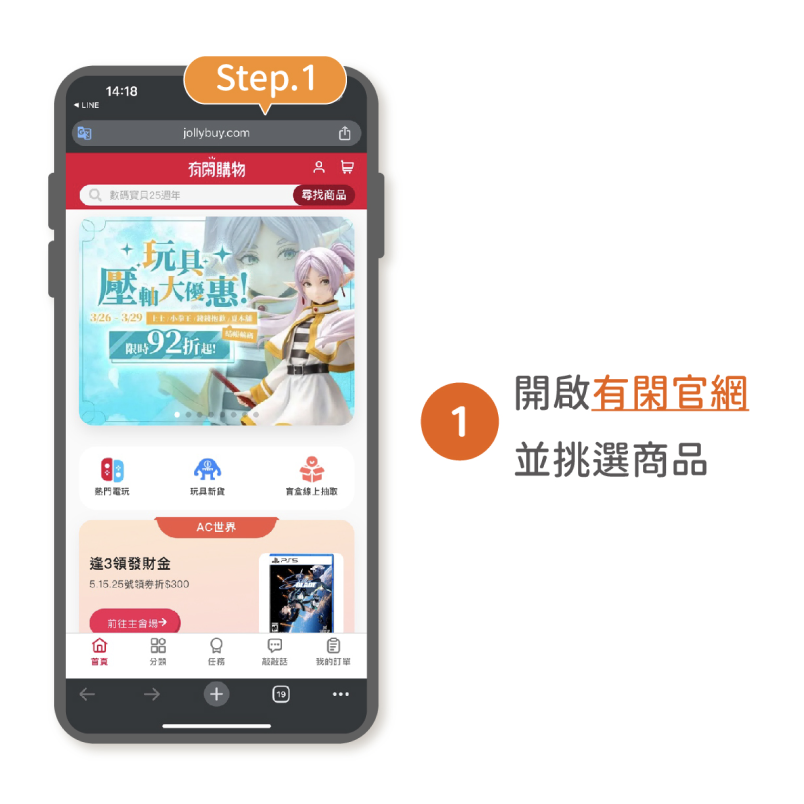 Step.1
14:18
◀ LINE
jollybuy.com
有閑購物
數碼寶貝25週年
尋找商品
玩具
壓軸大優惠!
3/26 - 3/29
限時92折起!
熱門電玩
玩具新貨
盲盒線上抽取
AC世界
逢3領發財金
5.15.25號領券折$300
前往主會場→
PS5
首頁
分類
任務
敲敲話
我的訂單
19
1
開啟有閑官網
並挑選商品